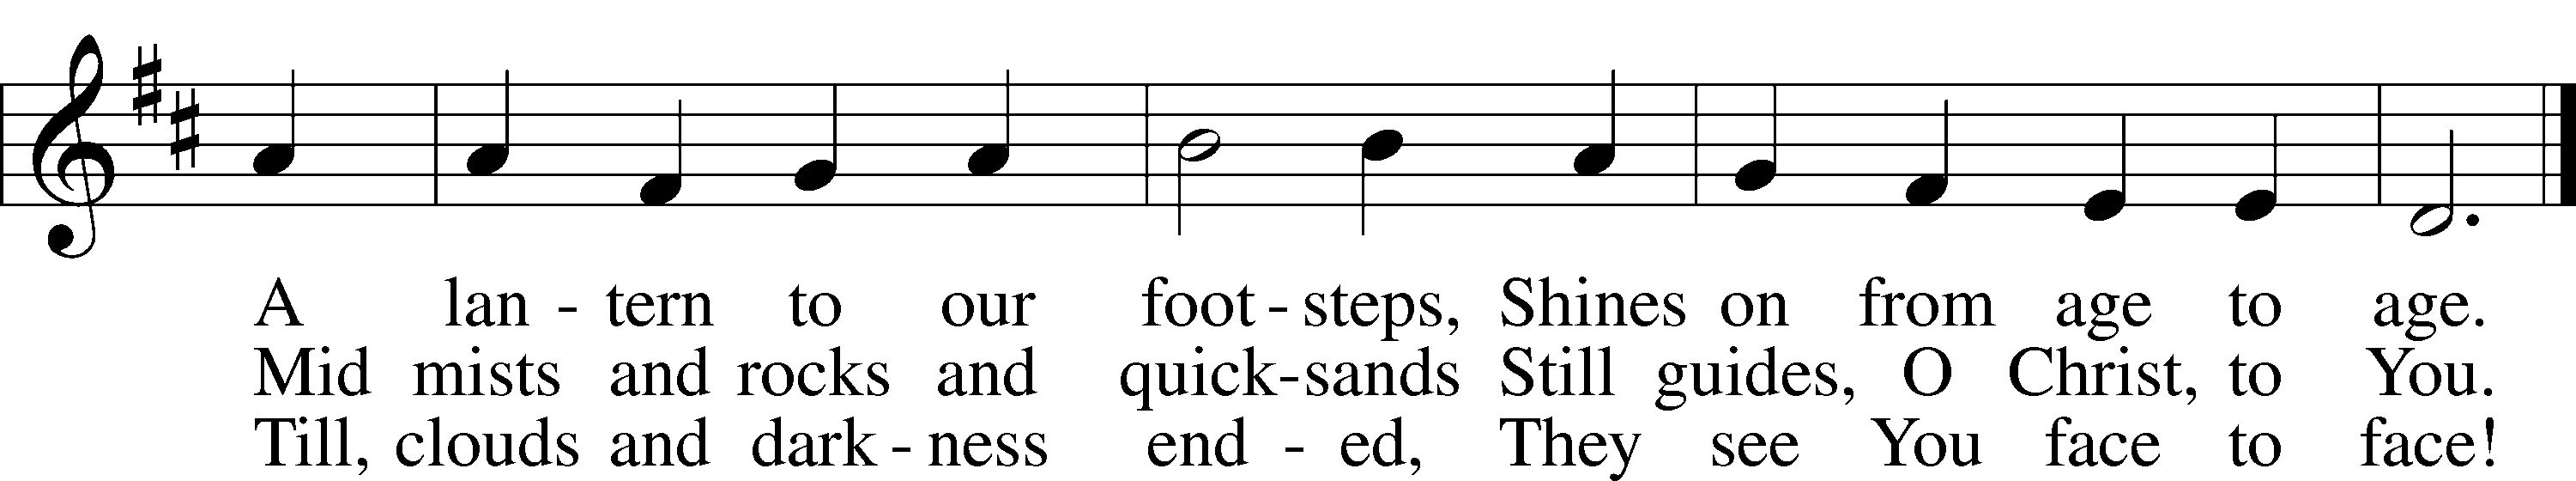 A lan - tern to our foot - steps, Shines on from age to age.
Mid mists and rocks and quick - sands Still guides, O Christ, to You.
Till, clouds and dark - ness end - ed, They see You face to face!